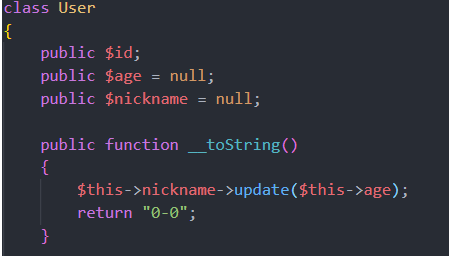 class User
{
    public $id;
    public $age = null;
    public $nickname = null;

    public function __toString()
    {
        $this->nickname->update($this->age);
        return "0-0";
    }